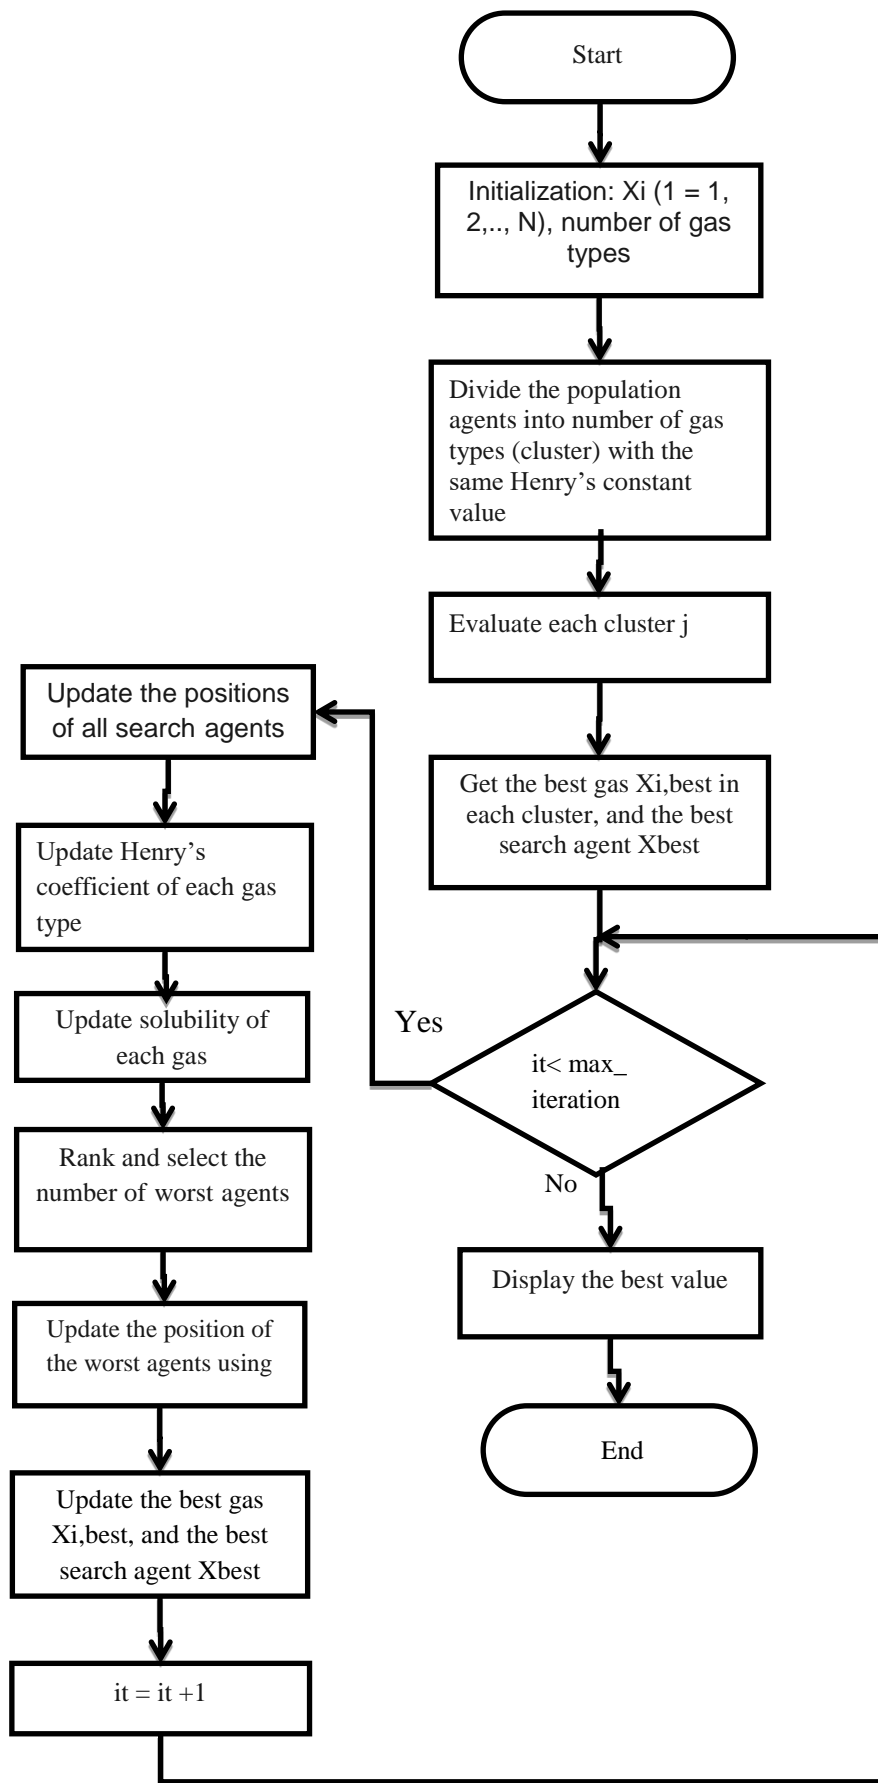 Start
Initialization: Xi (1 = 1,
2,.., N), number of gas
types
Divide the population
agents into number of gas
types (cluster) with the
same Henry’s constant
value
Evaluate each cluster j
Get the best gas Xi,best in
each cluster, and the best
search agent Xbest
it< max_
iteration
Yes
No
Update the positions
of all search agents
Update Henry’s
coefficient of each gas
type
Update solubility of
each gas
Rank and select the
number of worst agents
Update the position of
the worst agents using
Update the best gas
Xi,best, and the best
search agent Xbest
it = it +1
Display the best value
End